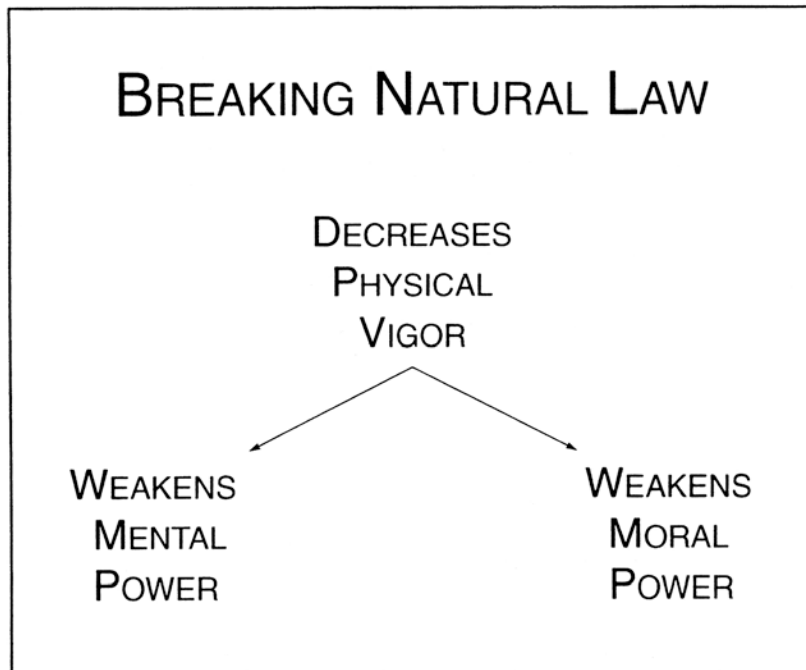 BREAKING NATURAL LAW
DECREASES
PHYSICAL
VIGOR
WEAKENS
MENTAL
POWER
WEAKENS
MORAL
POWER